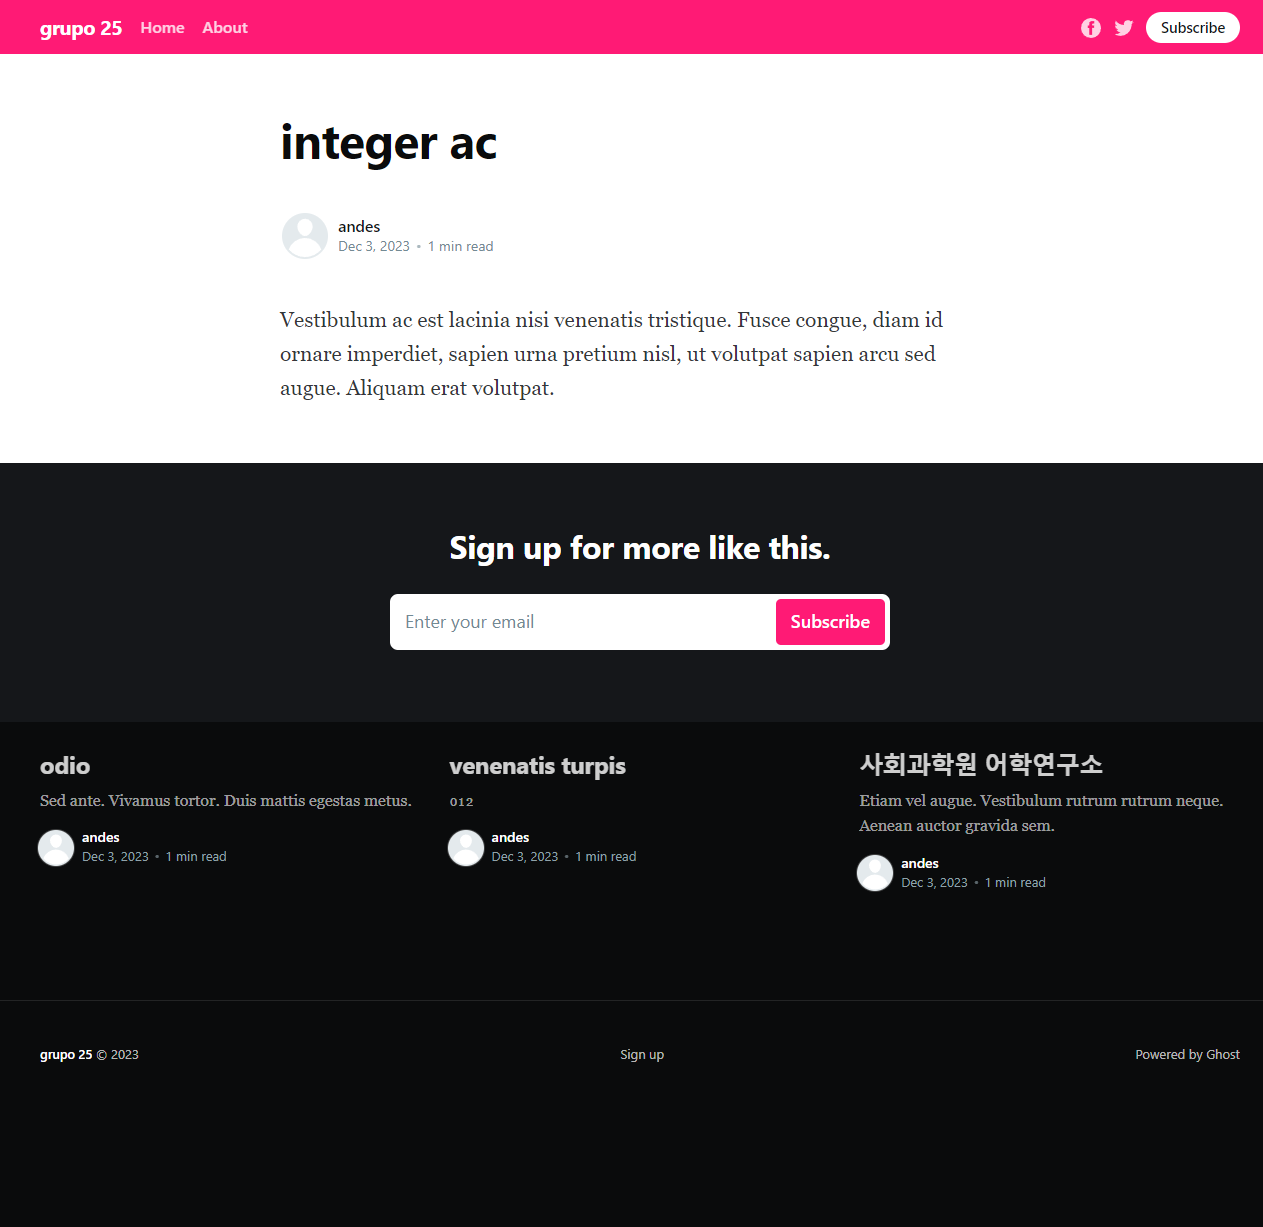 grupo 25 Home About Subscribe
integer ac
andes
Dec 3, 2023 • 1 min read
Vestibulum ac est lacinia nisi venenatis tristique. Fusce congue, diam id
ornare imperdiet, sapien urna pretium nisl, ut volutpat sapien arcu sed
augue. Aliquam erat volutpat.
Sign up for more like this.
Enter your email Subscribe
odio
Sed ante. Vivamus tortor. Duis mattis egestas metus.
andes
Dec 3, 2023 • 1 min read
venenatis turpis
012
andes
Dec 3, 2023 • 1 min read
사회과학원 어학연구소
Etiam vel augue. Vestibulum rutrum rutrum neque.
Aenean auctor gravida sem.
andes
Dec 3, 2023 • 1 min read
grupo 25 © 2023 Sign up Powered by Ghost